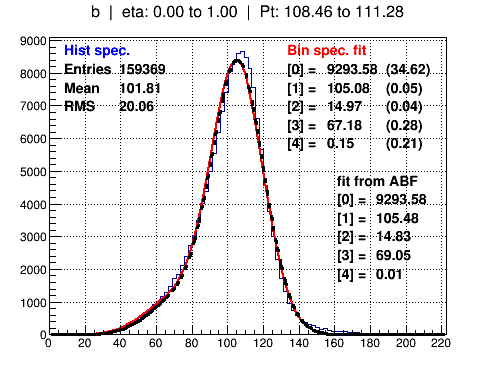 b | eta: 0.00 to 1.00 | Pt: 108.46 to 111.28
Hist spec.
Entries 159369
Mean 101.81
RMS 20.06
Bin spec. fit
[0] = 9293.58 (34.62)
[1] = 105.08 (0.05)
[2] = 14.97 (0.04)
[3] = 67.18 (0.28)
[4] = 0.15 (0.21)
fit from ABF
[0] = 9293.58
[1] = 105.48
[2] = 14.83
[3] = 69.05
[4] = 0.01
9000
8000
7000
6000
5000
4000
3000
2000
1000
0
0 20 40 60 80 100 120 140 160 180 200 220